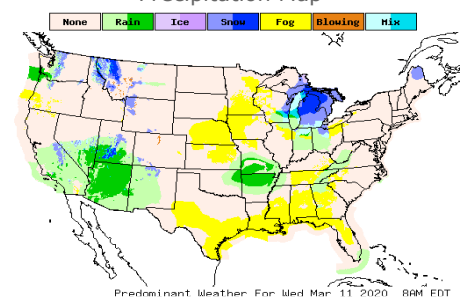 Precipitation Map
None Rain Ice Snow Fog Blowing Mix
Predominant Weather For Wed Mar 11 2020 8AM EDT